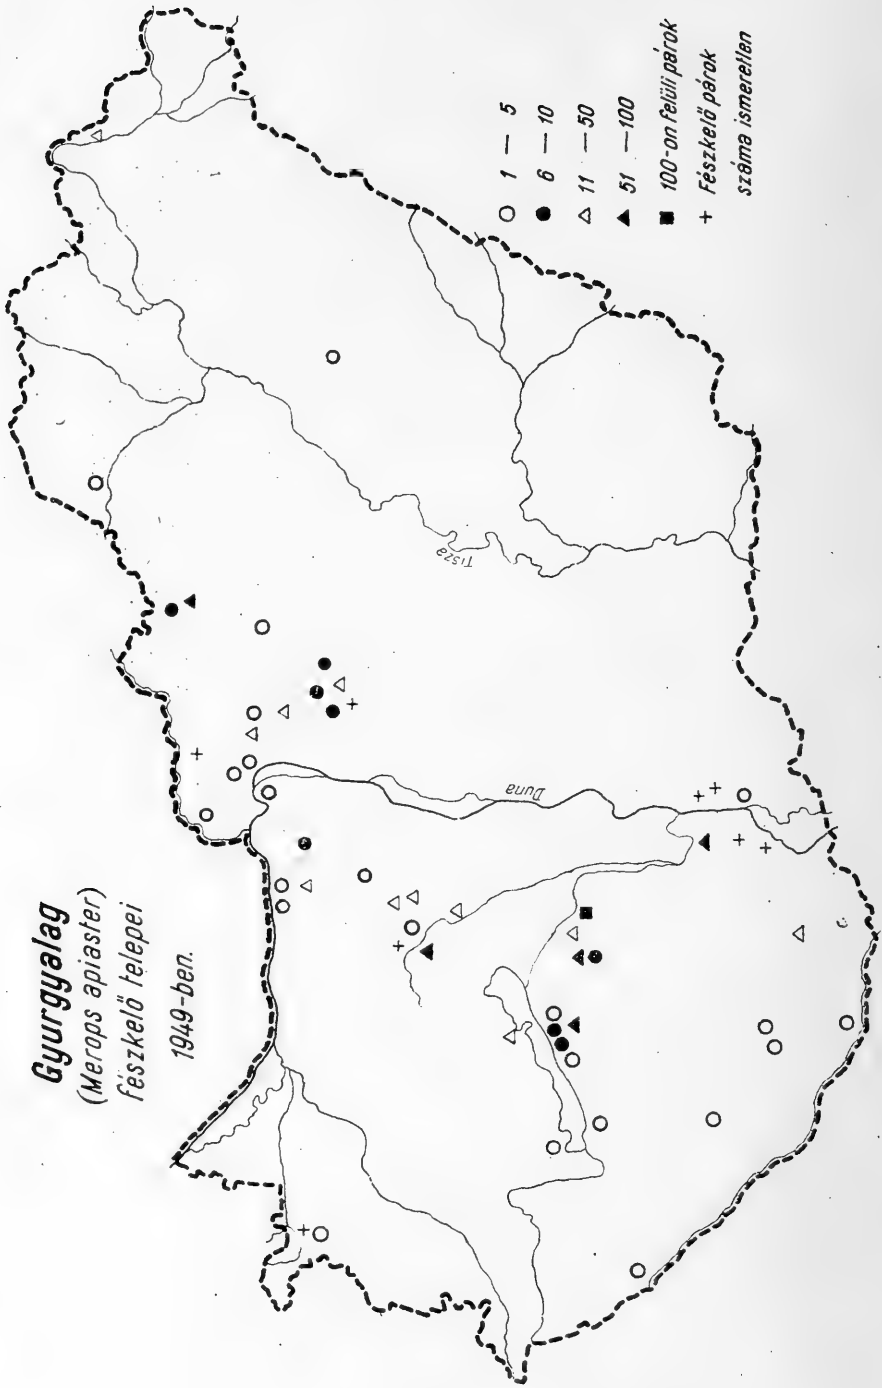 Gyurgyalag
(Merops apiaster)
fészkelő telepei
1949-ben.
Duna
Tisza
1 — 5
6 — 10
11 — 50
51 — 100
100-on felüli párok
Fészkelő párok
száma ismeretlen